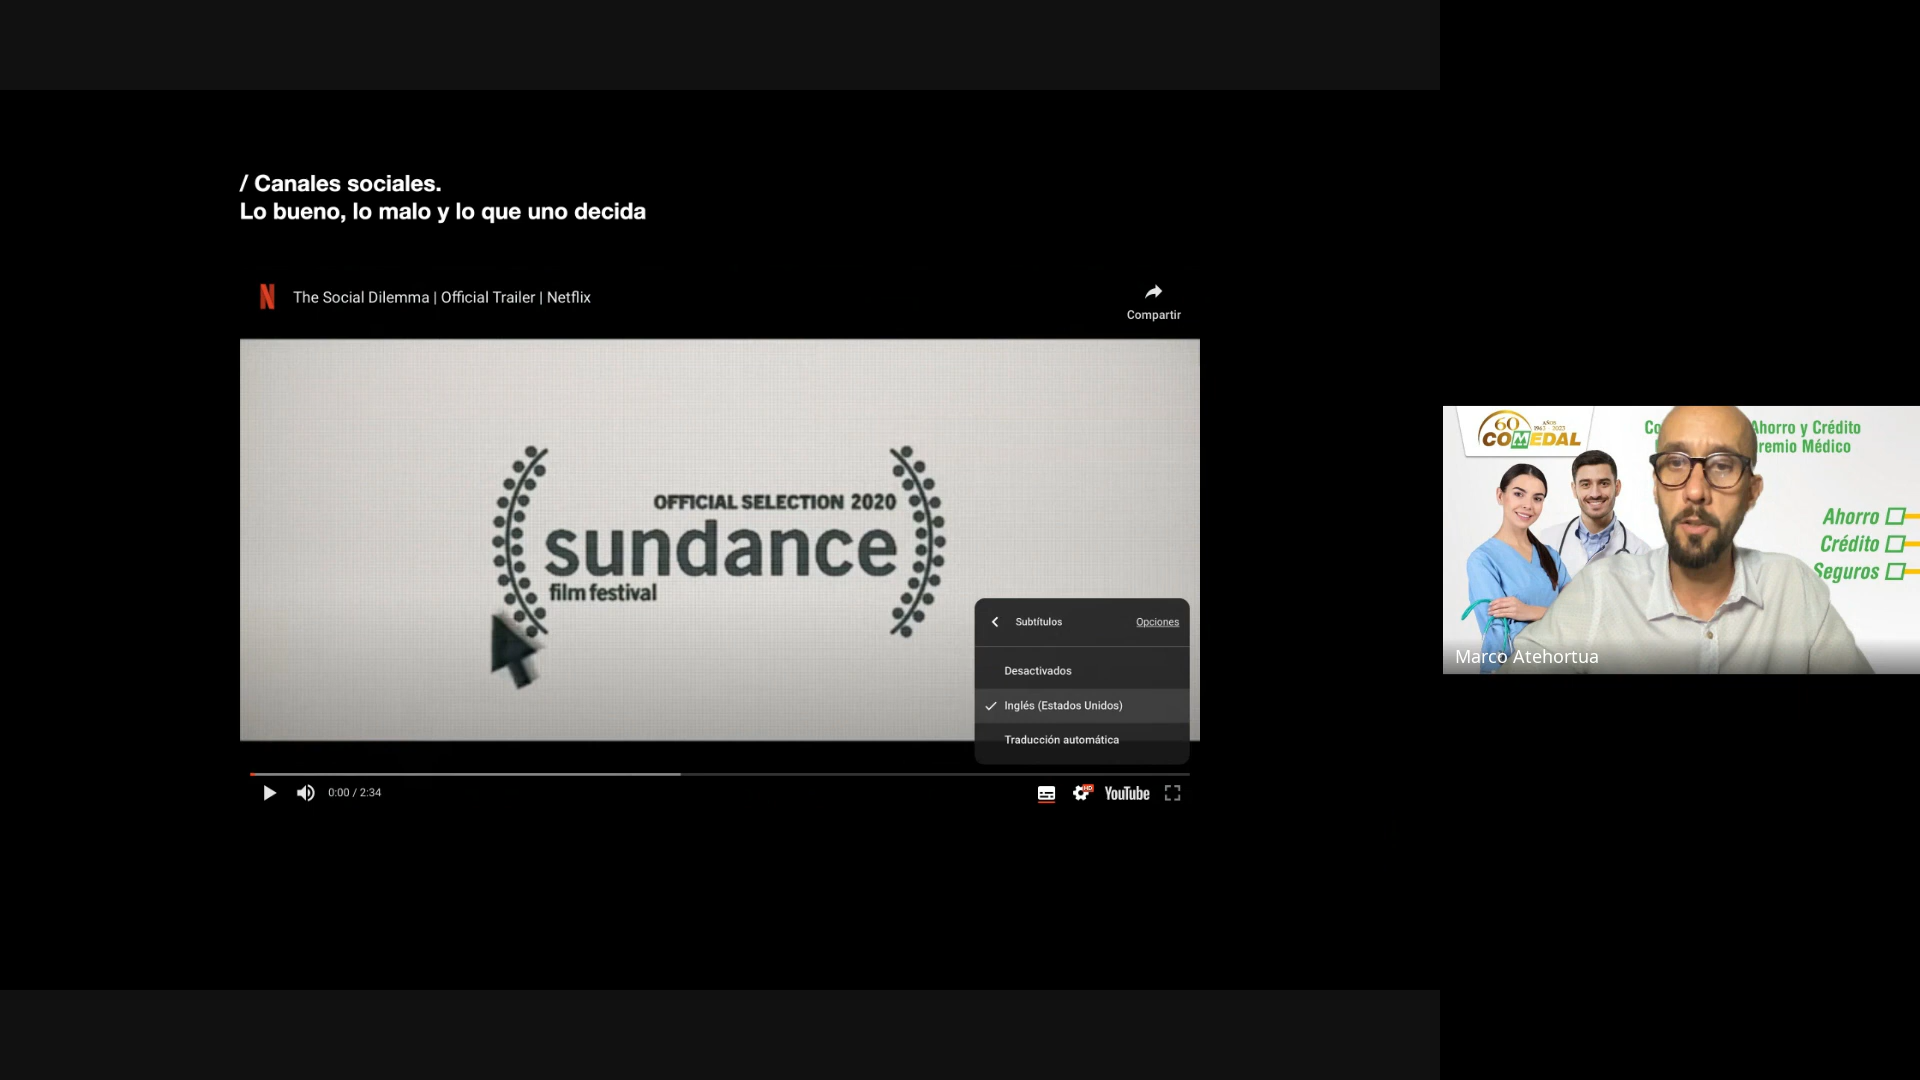 / Canales sociales.
Lo bueno, lo malo y lo que uno decida
N
The Social Dilemma | Official Trailer | Netflix
Compartir
OFFICIAL SELECTION 2020
sundance
film festival
Subtítulos
Opciones
Desactivados
Inglés (Estados Unidos)
Traducción automática
0:00 / 2:34
HD
YouTube
60
AÑOS
COMEDAL
Ahorro y Crédito
Médico
Ahorro
Crédito
Seguros
Marco Atehortua